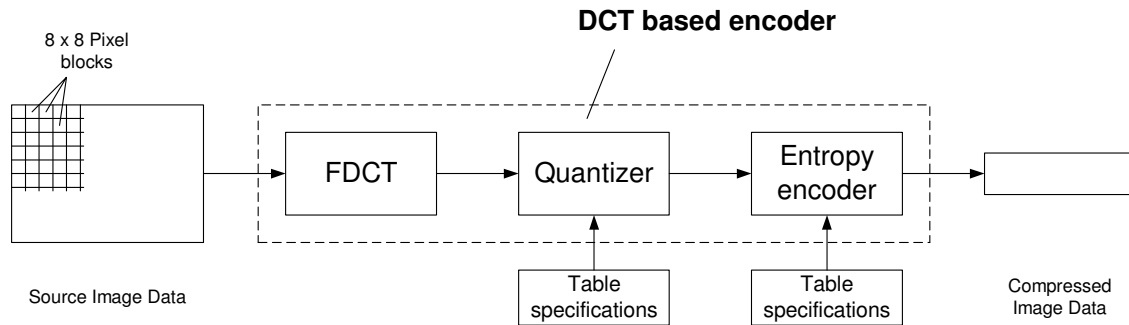 DCT based encoder
8 x 8 Pixel
blocks
FDCT
Quantizer
Entropy
encoder
Table
specifications
Table
specifications
Source Image Data
Compressed
Image Data